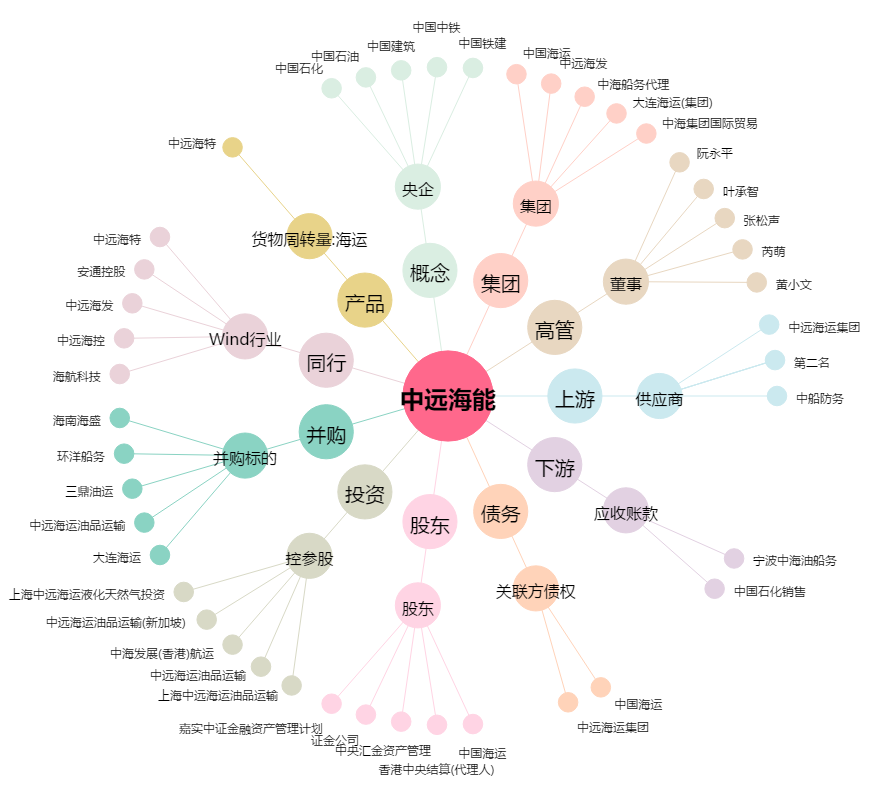 中国中铁
中国铁建
中国建筑
中国石油
中国石化
央企
概念
中国海运
中远海发
中海船务代理
大连海运(集团)
中海集团国际贸易
集团
集团
阮永平
叶承智
张松声
芮萌
黄小文
董事
高管
中远海运集团
第二名
中船防务
供应商
上游
宁波中海油船务
中国石化销售
应收账款
下游
中国海运
中远海运集团
关联方债权
债务
中国海运
香港中央结算(代理人)
中央汇金资产管理
证金公司
嘉实中证金融资产管理计划
股东
股东
上海中远海运油品运输
中远海运油品运输
中海发展(香港)航运
中远海运油品运输(新加坡)
上海中远海运液化天然气投资
控参股
投资
大连海运
中远海运油品运输
三鼎油运
环洋船务
海南海盛
并购标的
并购
海航科技
中远海控
中远海发
安通控股
中远海特
Wind行业
同行
中远海特
货物周转量:海运
产品
中远海能